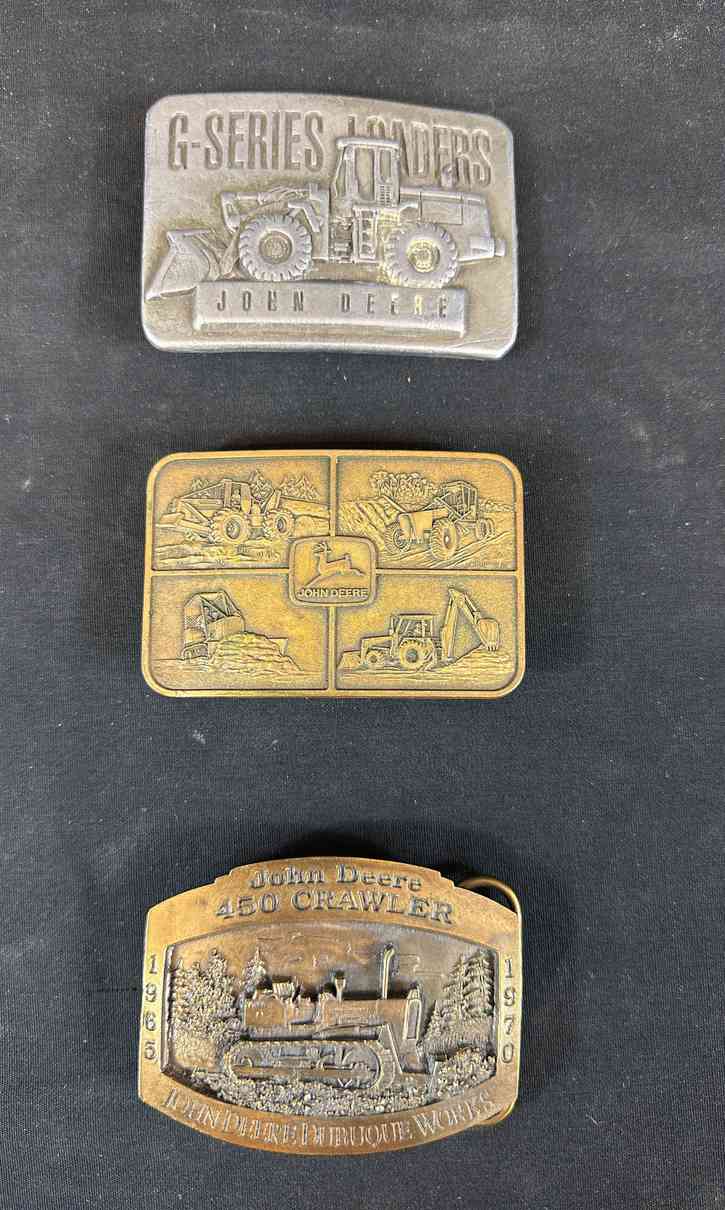 G-SERIES LOADERS
JOHN DEERE
JOHN DEERE
John Deere
450 CRAWLER
1965
1970
JOHN DEERE DUBUQUE WORKS